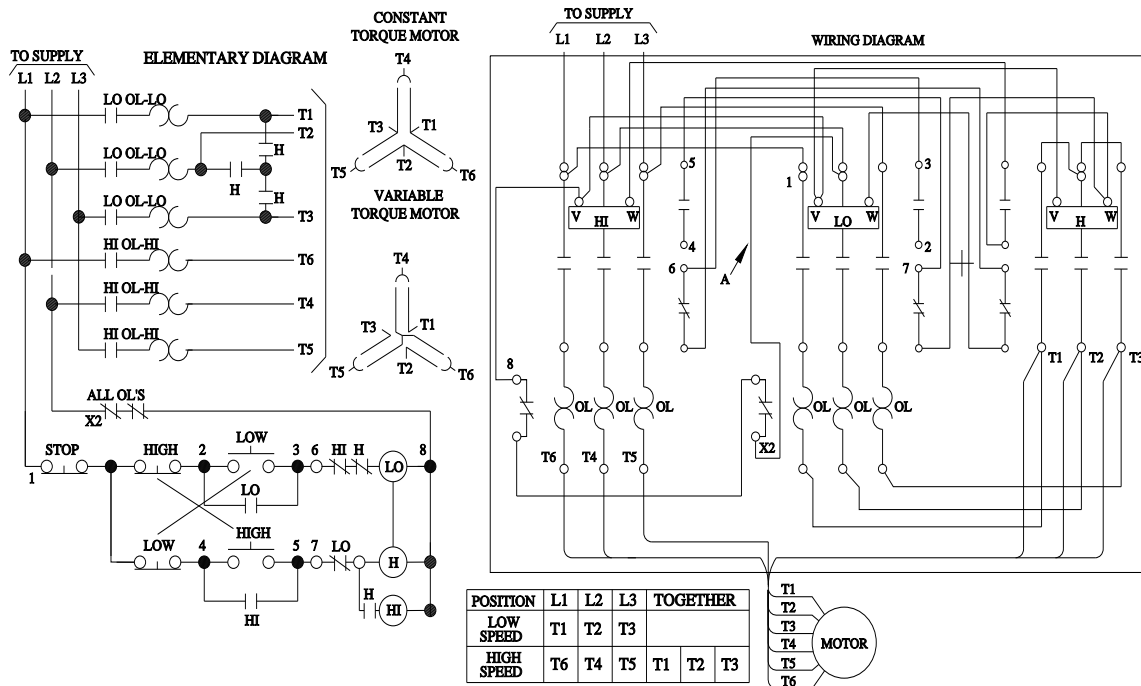 TO SUPPLY
L1 L2 L3
ELEMENTARY DIAGRAM
LO OL-LO
T1
T2
H
LO OL-LO
H
H
LO OL-LO
T3
HI OL-HI
T6
HI OL-HI
T4
HI OL-HI
T5
ALL OL'S
X2
STOP
1
HIGH
2
LOW
3 6 HI H
LO
8
LO
HIGH
LOW
4
5 7 LO
H
H
HI
HI
CONSTANT
TORQUE MOTOR
T4
T3 T1
T2
T5 T6
VARIABLE
TORQUE MOTOR
T4
T3 T1
T2
T5 T6
TO SUPPLY
L1 L2 L3
WIRING DIAGRAM
5
1
3
V HI W
V LO W
V H W
4
2
6
A
7
T1 T2 T3
8
OL OL OL
OL OL OL
X2
T6 T4 T5
POSITION L1 L2 L3 TOGETHER
LOW
SPEED
T1 T2 T3
HIGH
SPEED
T6 T4 T5 T1 T2 T3
T1
T2
T3
T4
T5
T6
MOTOR